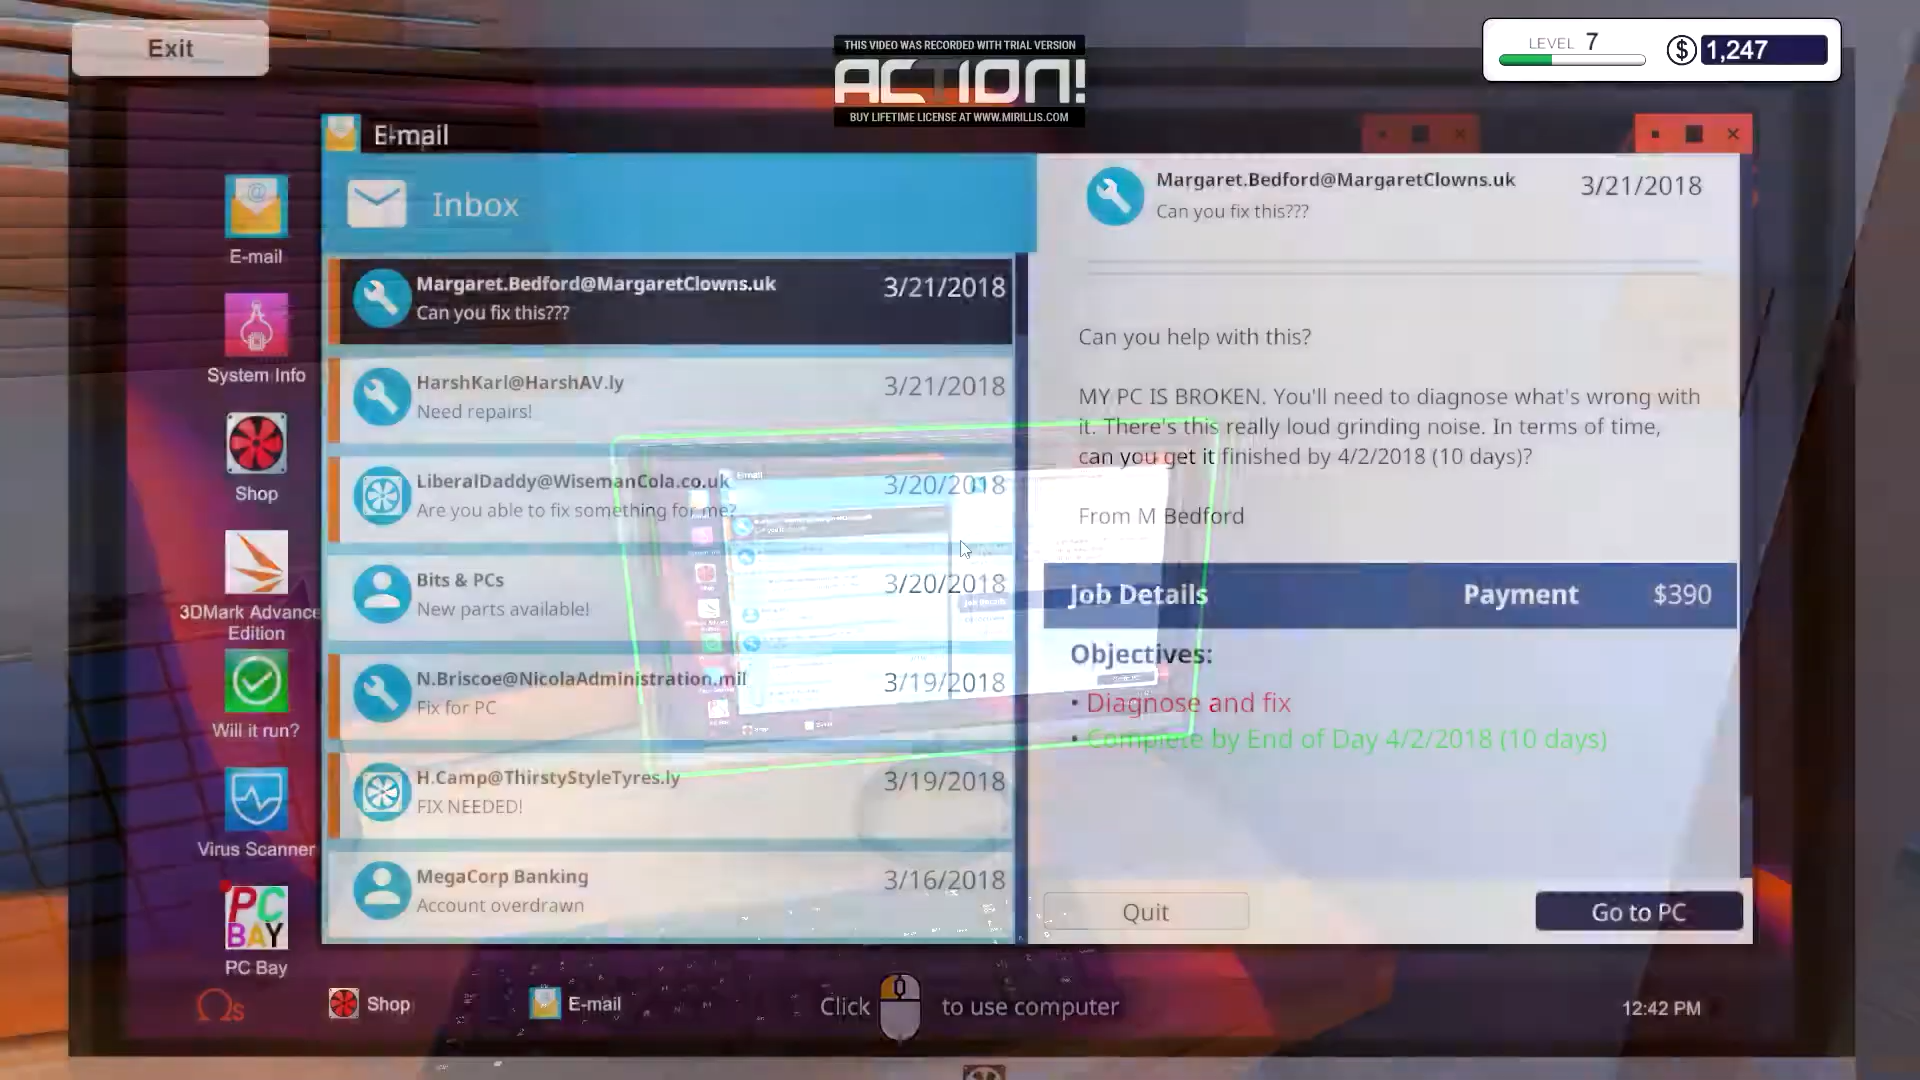 Exit
THIS VIDEO WAS RECORDED WITH TRIAL VERSION
ACTION!
BUY LIFETIME LICENSE AT WWW.MIRILLIS.COM
LEVEL 7
$ 1,247
E-mail
Inbox
E-mail
System Info
Shop
3DMark Advance
Edition
Will it run?
Virus Scanner
PC BAY
PC Bay
Margaret.Bedford@MargaretClowns.uk 3/21/2018
Can you fix this???
HarshKarl@HarshAV.ly 3/21/2018
Need repairs!
LiberalDaddy@WisemanCola.co.uk 3/20/2018
Are you able to fix something for me?
Bits & PCs 3/20/2018
New parts available!
N.Briscoe@NicolaAdministration.mil 3/19/2018
Fix for PC
H.Camp@ThirstyStyleTyres.ly 3/19/2018
FIX NEEDED!
MegaCorp Banking 3/16/2018
Account overdrawn
Margaret.Bedford@MargaretClowns.uk 3/21/2018
Can you fix this???
Can you help with this?
MY PC IS BROKEN. You'll need to diagnose what's wrong with
it. There's this really loud grinding noise. In terms of time,
can you get it finished by 4/2/2018 (10 days)?
From M Bedford
Job Details Payment $390
Objectives:
• Diagnose and fix
• Complete by End of Day 4/2/2018 (10 days)
Quit
Go to PC
Ωs
Shop
E-mail
Click to use computer
12:42 PM